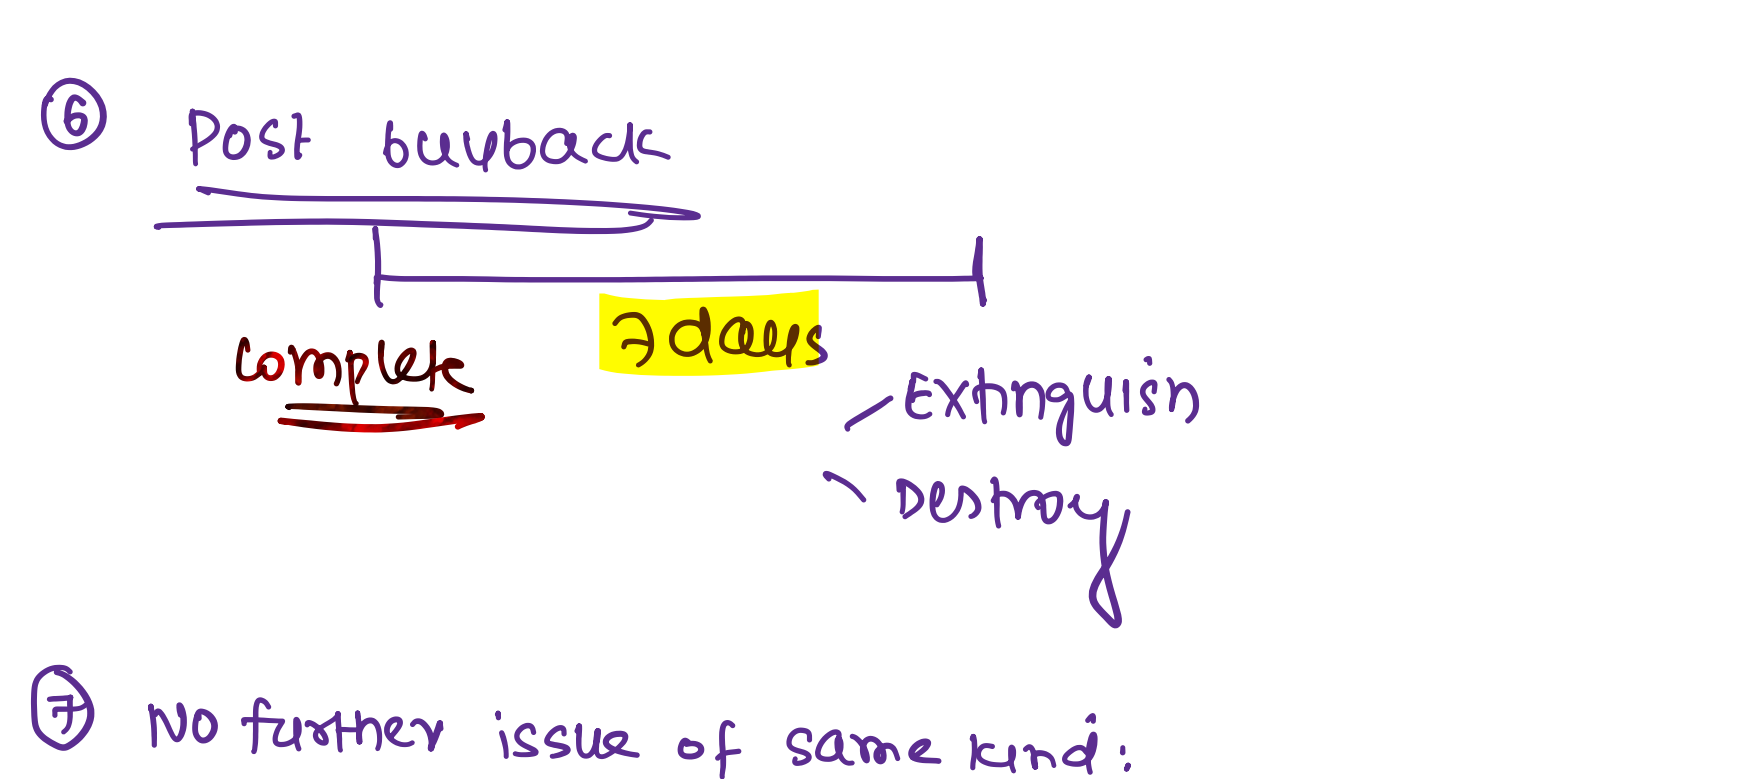 6 Post buyback
7 days
complete
Extinguish
Destroy
7 No further issue of same kind: